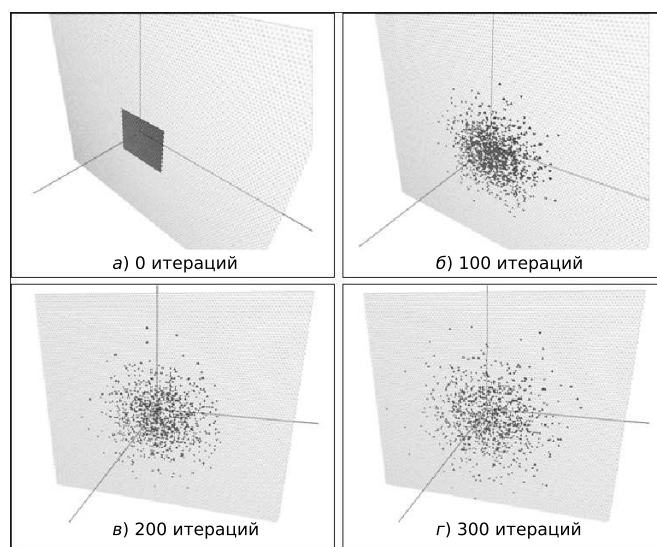 а) 0 итераций
б) 100 итераций
в) 200 итераций
г) 300 итераций